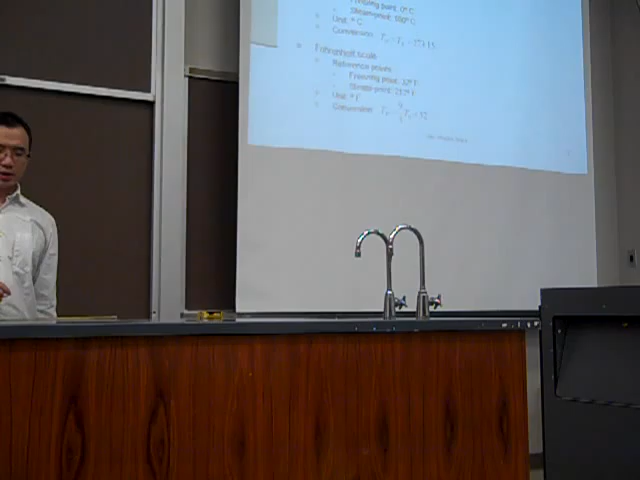 Freezing point: 0° C
Steam-point: 100° C
Unit: ° C
Conversion:
Fahrenheit scale
Reference points:
Freezing point: 32° F
Steam-point: 212° F
Unit: ° F
Conversion: